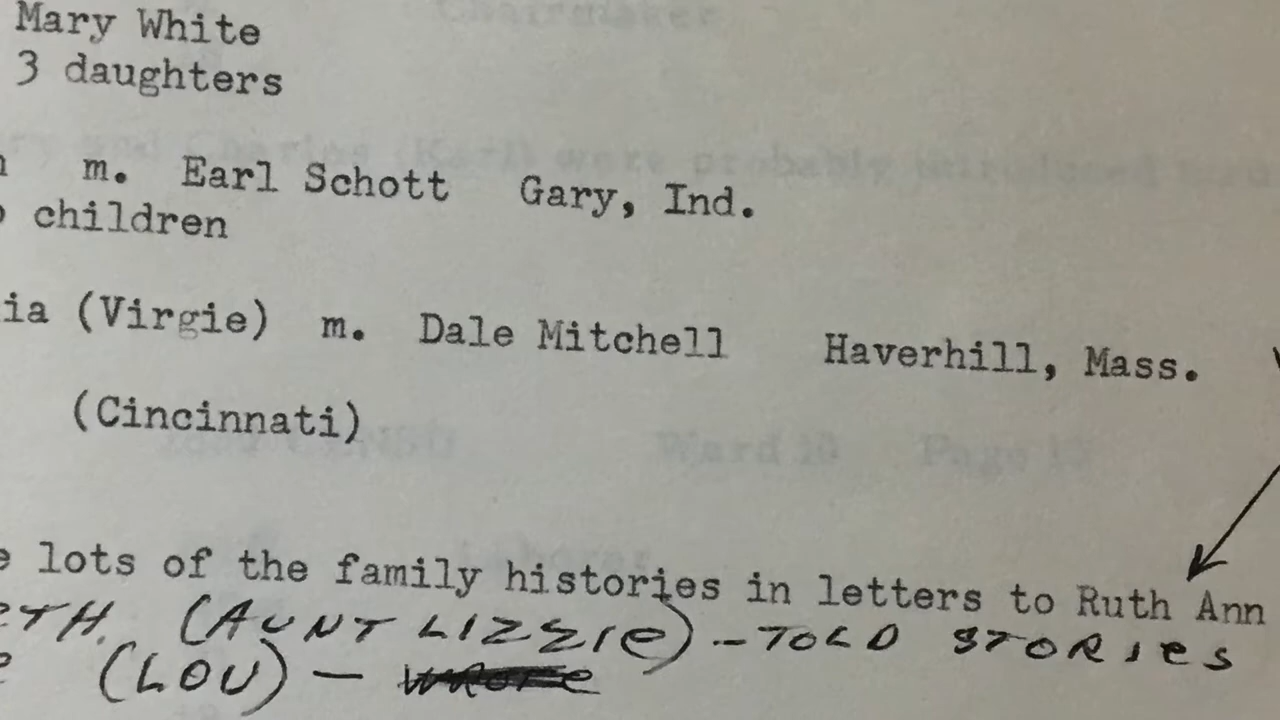 Mary White
3 daughters
m. Earl Schott Gary, Ind.
children
ia (Virgie) m. Dale Mitchell Haverhill, Mass.
(Cincinnati)
e lots of the family histories in letters to Ruth Ann
ETH. (AUNT LIZZIE) - TOLD STORIES
(LOU) -